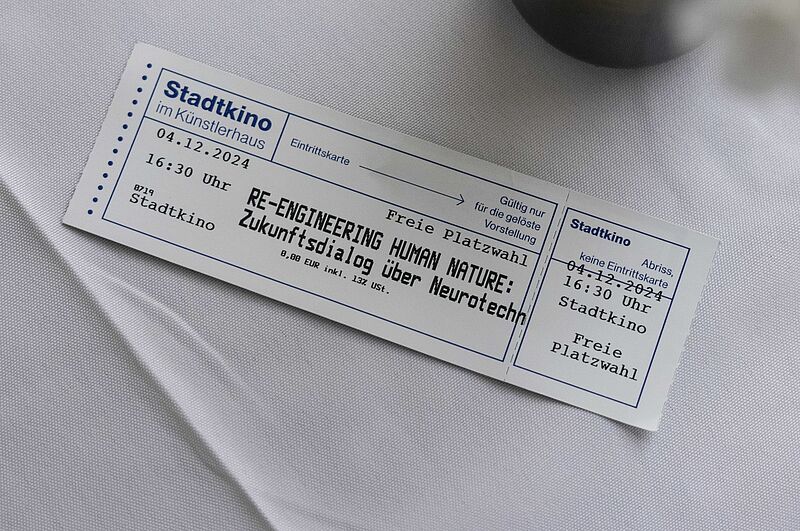 Stadtkino
im Künstlerhaus
Eintrittskarte
Gültig nur
für die gelöste
Vorstellung
04.12.2024
16:30 Uhr
0719
Stadtkino
Freie Platzwahl
RE-ENGINEERING HUMAN NATURE:
Zukunftsdialog über Neurotechn
0,00 EUR inkl. 13% USt.
Stadtkino
Abriss,
keine Eintrittskarte
04.12.2024
16:30 Uhr
Stadtkino
Freie
Platzwahl